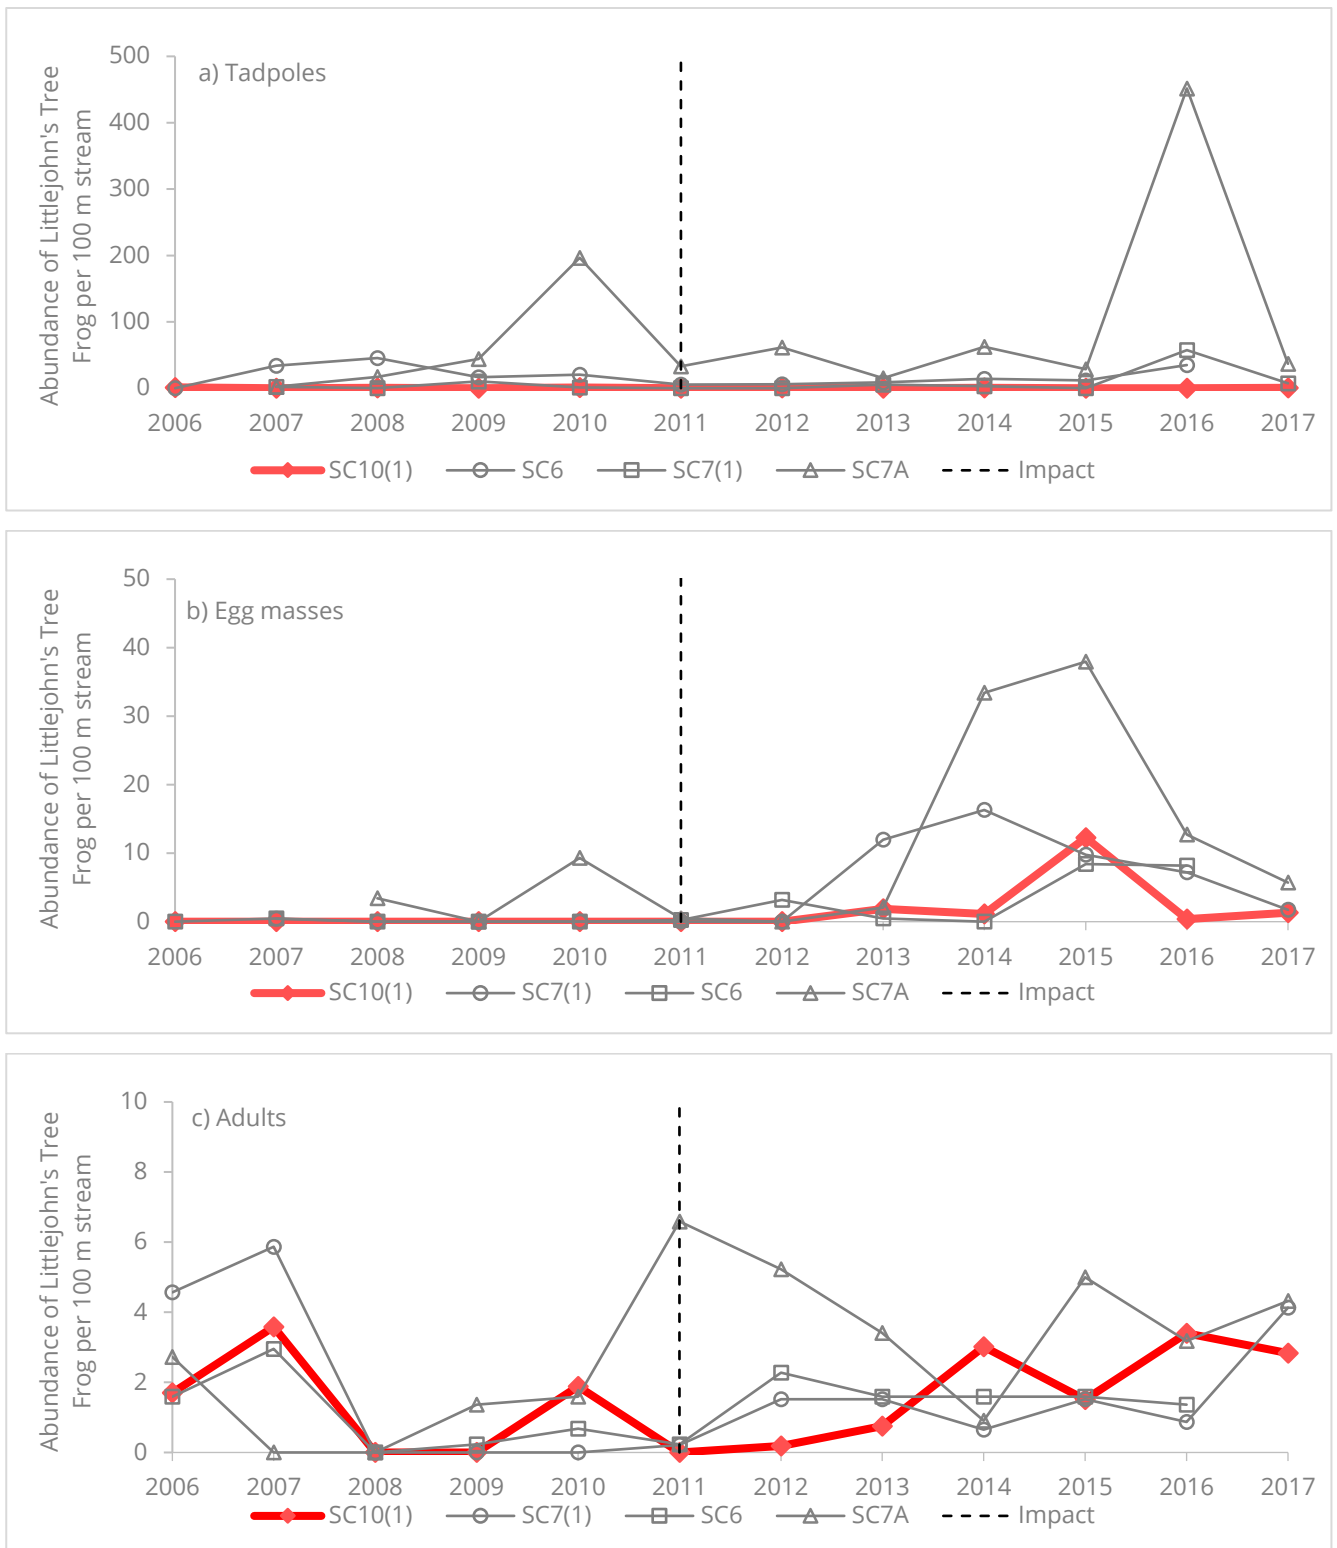 Abundance of Littlejohn's Tree
Frog per 100 m stream
a) Tadpoles
500
400
300
200
100
0
2006 2007 2008 2009 2010 2011 2012 2013 2014 2015 2016 2017
SC10(1) SC6 SC7(1) SC7A Impact
Abundance of Littlejohn's Tree
Frog per 100 m stream
b) Egg masses
50
40
30
20
10
0
2006 2007 2008 2009 2010 2011 2012 2013 2014 2015 2016 2017
SC10(1) SC7(1) SC6 SC7A Impact
Abundance of Littlejohn's Tree
Frog per 100 m stream
c) Adults
10
8
6
4
2
0
2006 2007 2008 2009 2010 2011 2012 2013 2014 2015 2016 2017
SC10(1) SC7(1) SC6 SC7A Impact